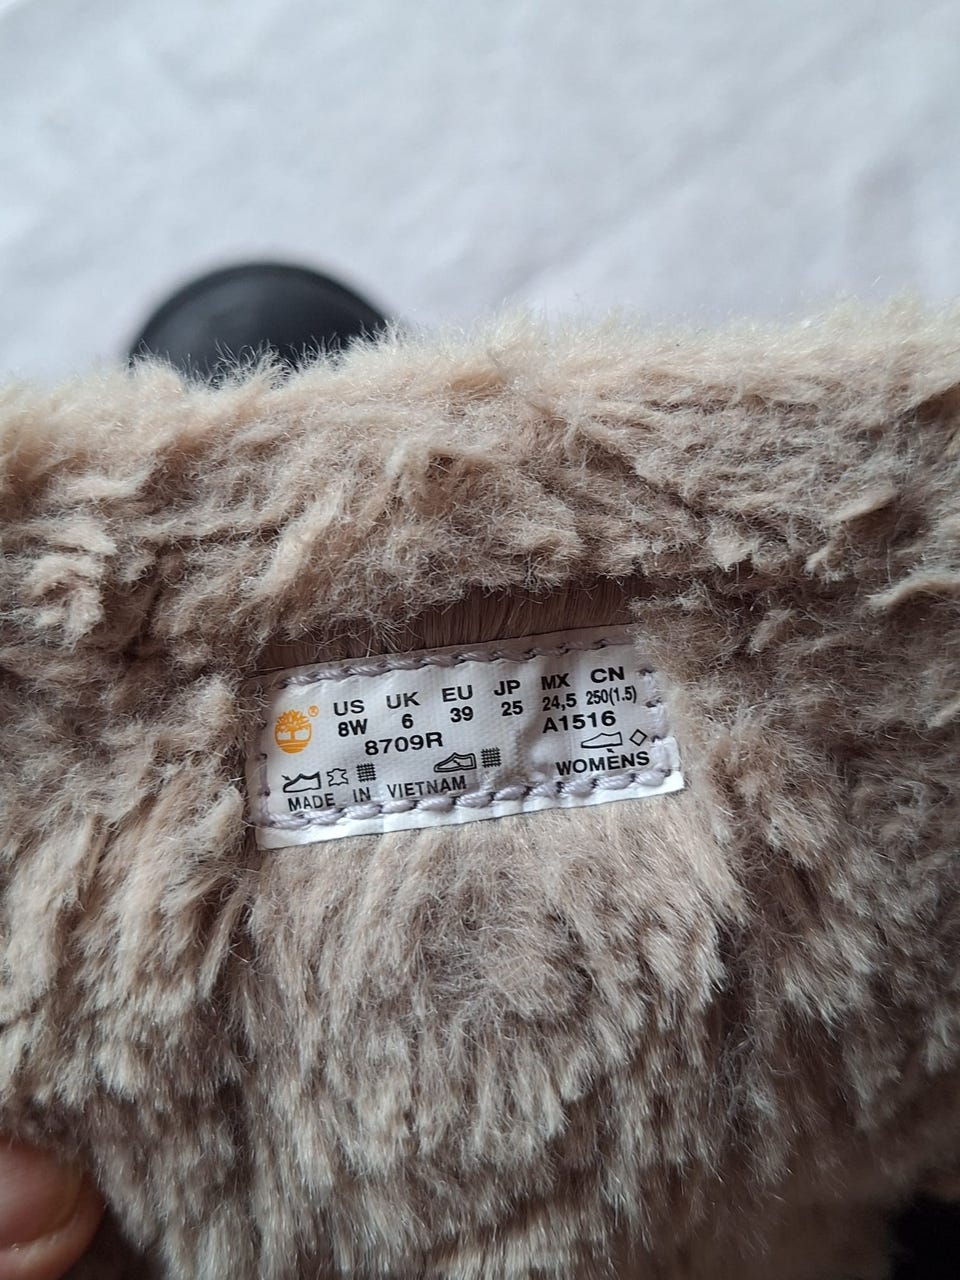 US UK EU JP MX CN
8W 6 39 25 24,5 250(1.5)
8709R A1516
MADE IN VIETNAM WOMENS